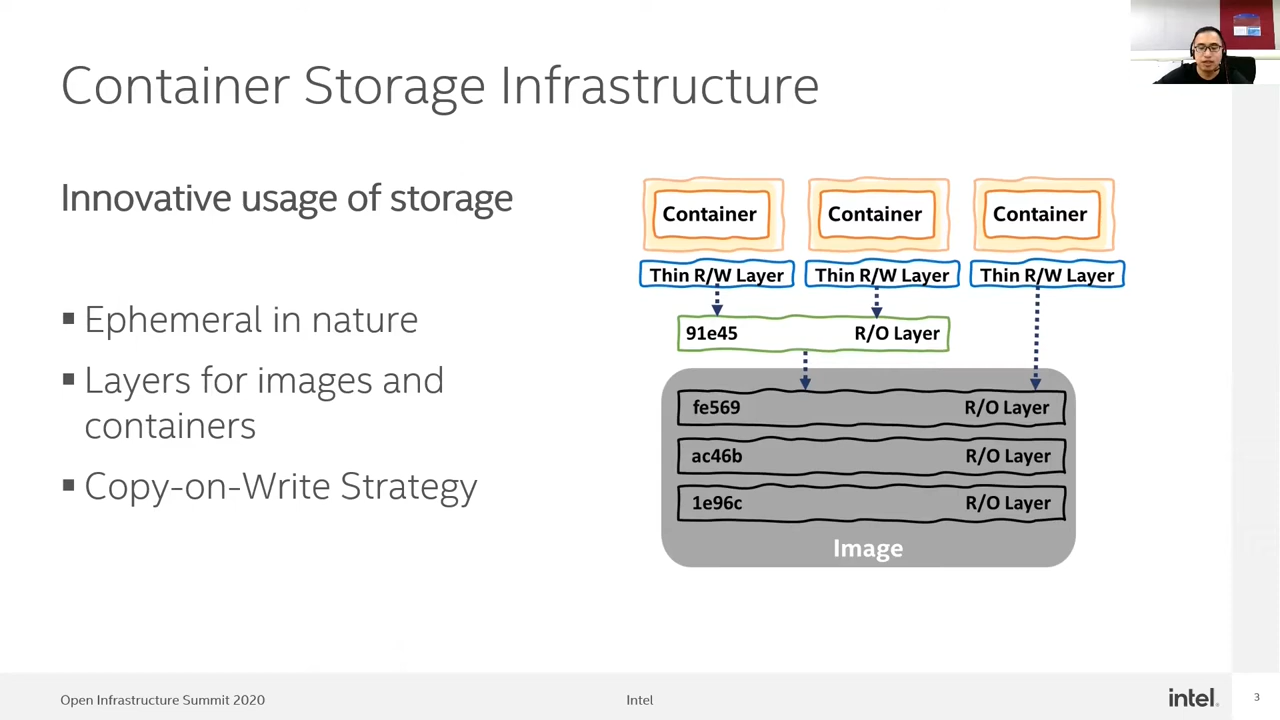 Container Storage Infrastructure
Innovative usage of storage
▪ Ephemeral in nature
▪ Layers for images and
containers
▪ Copy-on-Write Strategy
Container Container Container
Thin R/W Layer Thin R/W Layer Thin R/W Layer
91e45 R/O Layer
fe569 R/O Layer
ac46b R/O Layer
1e96c R/O Layer
Image
Open Infrastructure Summit 2020 Intel intel. 3